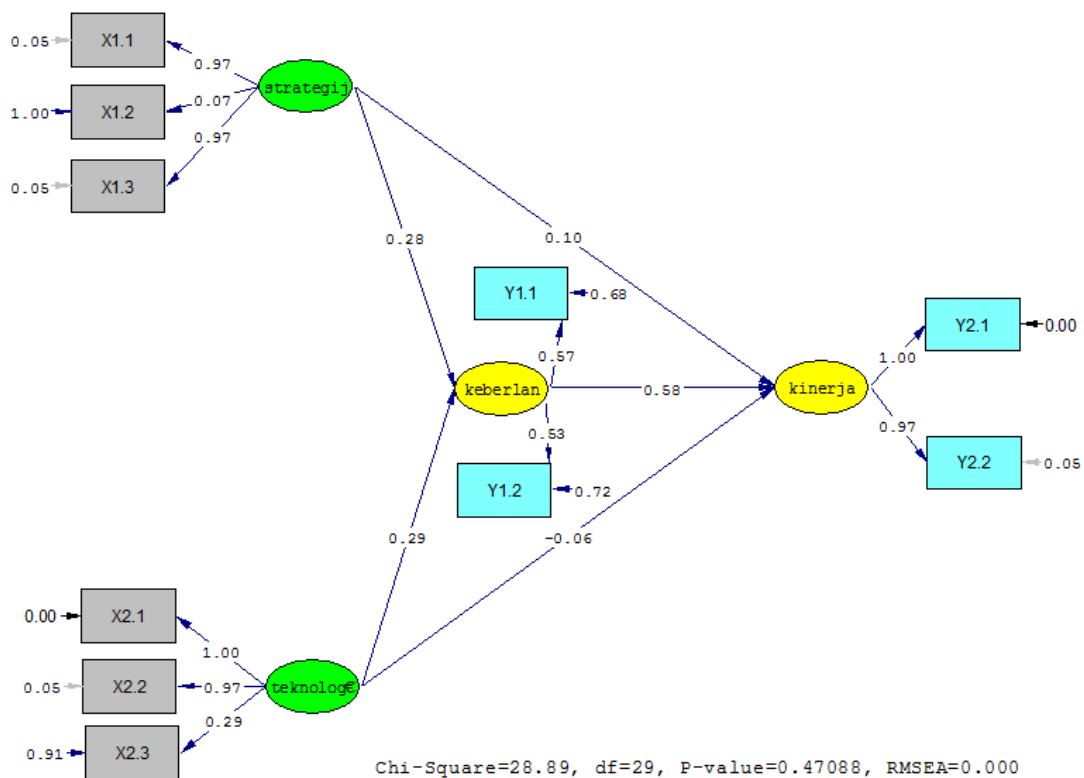 0.05
X1.1
0.97
strategij
1.00
X1.2
0.07
0.97
0.05
X1.3
0.28
0.10
Y1.1
0.68
0.57
Y2.1
0.00
1.00
keberlan
0.58
kinerja
0.53
0.97
Y1.2
0.72
Y2.2
0.05
0.29
-0.06
0.00
X2.1
1.00
0.05
X2.2
0.97
teknolog€
0.29
0.91
X2.3
Chi-Square=28.89, df=29, P-value=0.47088, RMSEA=0.000